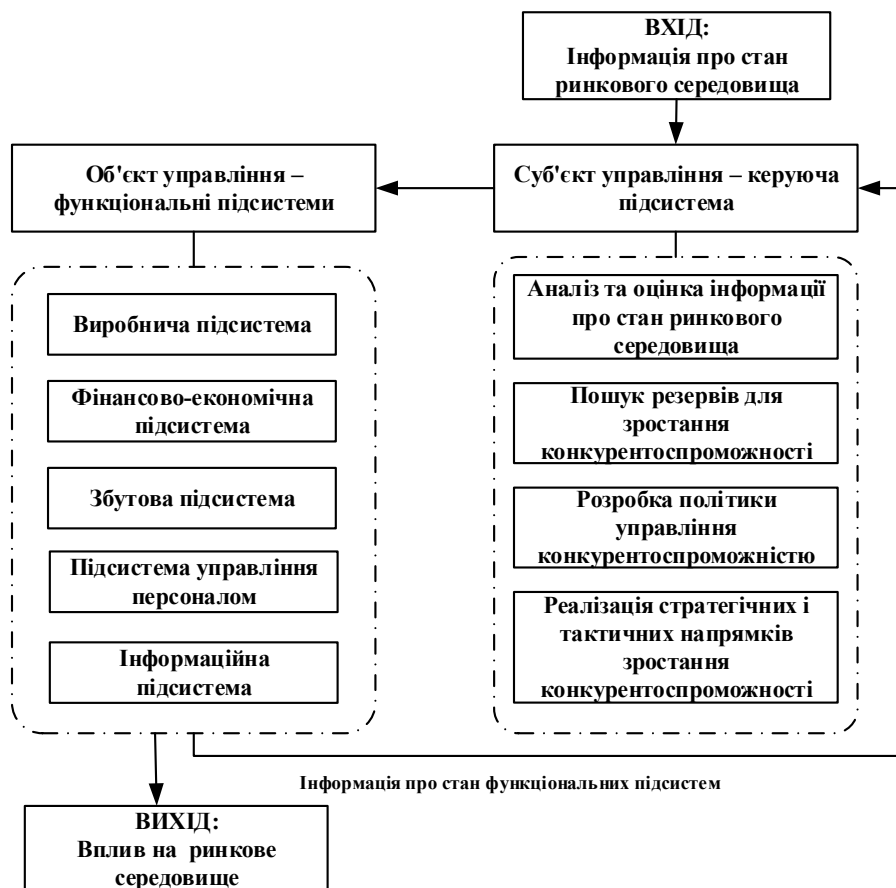 ВХІД:
Інформація про стан
ринкового середовища
Об'єкт управління –
функціональні підсистеми
Суб'єкт управління – керуюча
підсистема
Виробнича підсистема
Фінансово-економічна
підсистема
Збутова підсистема
Підсистема управління
персоналом
Інформаційна
підсистема
Аналіз та оцінка інформації
про стан ринкового
середовища
Пошук резервів для
зростання
конкурентоспроможності
Розробка політики
управління
конкурентоспроможністю
Реалізація стратегічних і
тактичних напрямків
зростання
конкурентоспроможності
Інформація про стан функціональних підсистем
ВИХІД:
Вплив на ринкове
середовище